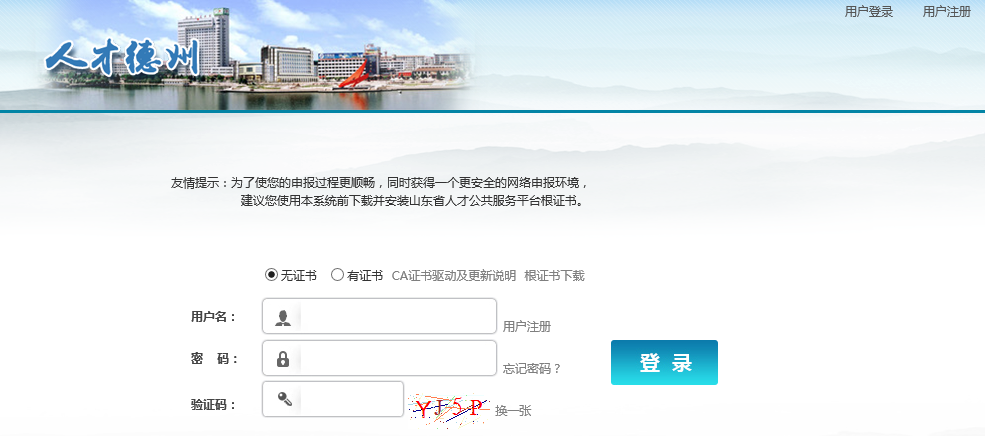 用户登录 用户注册
人才德州
友情提示：为了使您的申报过程更顺畅，同时获得一个更安全的网络申报环境，
建议您使用本系统前下载并安装山东省人才公共服务平台根证书。
无证书 有证书 CA证书驱动及更新说明 根证书下载
用户名： 用户注册
密 码： 忘记密码？
登 录
验证码： YJ5P 换一张